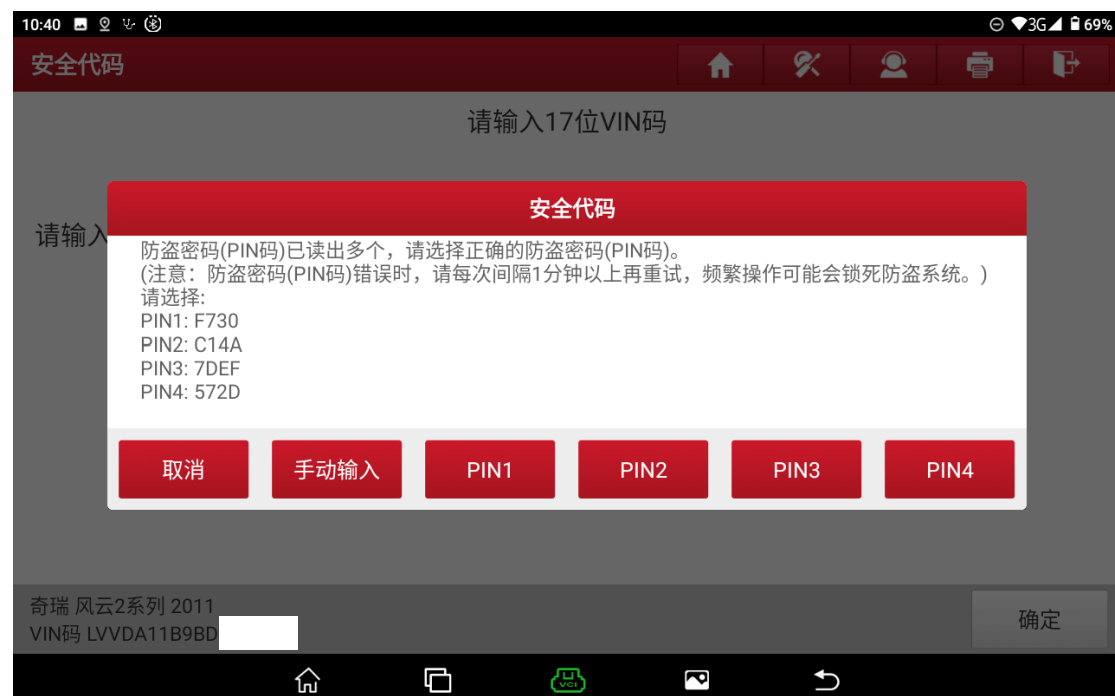 10:40
3G
69%
安全代码
请输入17位VIN码
请输入
安全代码
防盗密码(PIN码)已读出多个，请选择正确的防盗密码(PIN码)。
(注意：防盗密码(PIN码)错误时，请每次间隔1分钟以上再重试，频繁操作可能会锁死防盗系统。)
请选择:
PIN1: F730
PIN2: C14A
PIN3: 7DEF
PIN4: 572D
取消
手动输入
PIN1
PIN2
PIN3
PIN4
奇瑞 风云2系列 2011
VIN码 LVVDA11B9BD
确定
VCI